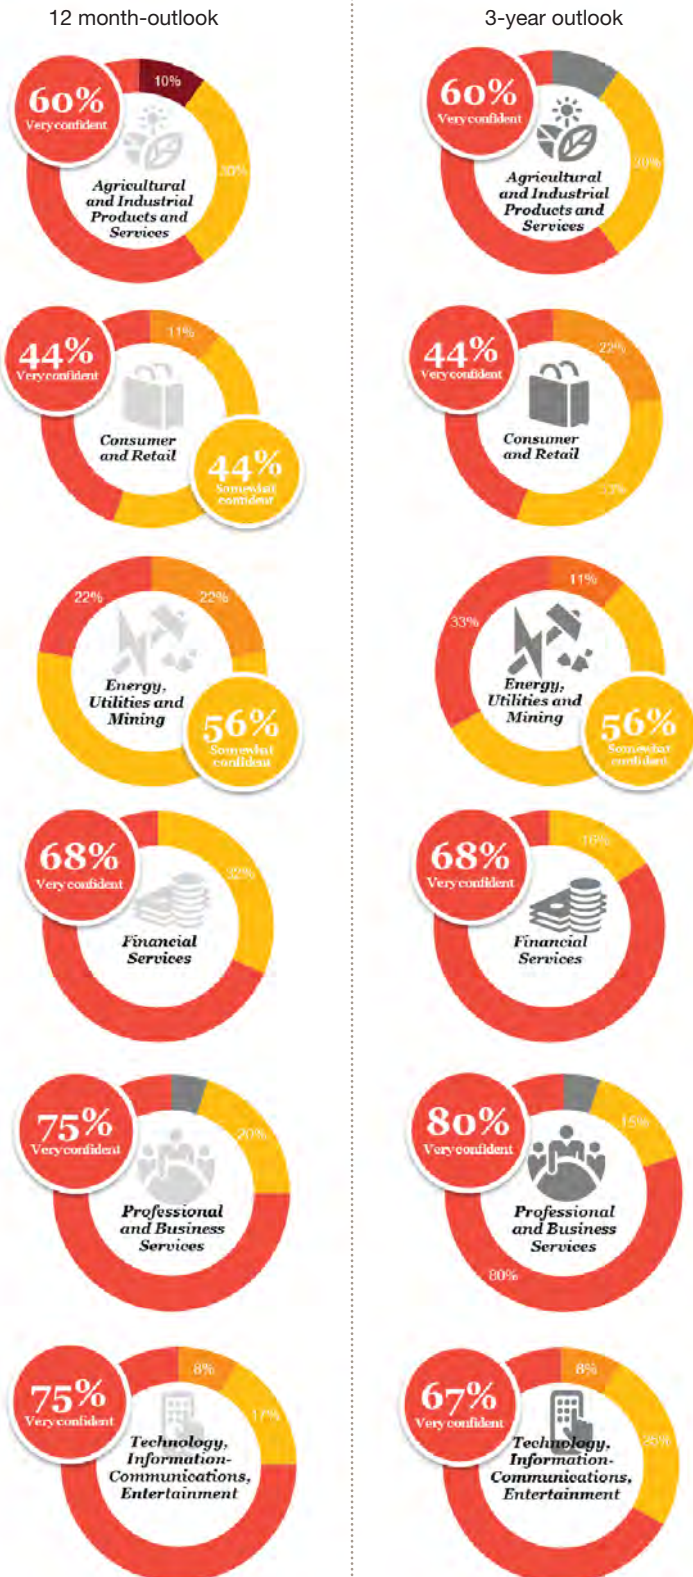 12 month-outlook
3-year outlook
60%
Very confident
10%
30%
Agricultural
and Industrial
Products and
Services
60%
Very confident
30%
Agricultural
and Industrial
Products and
Services
44%
Very confident
11%
Consumer
and Retail
44%
Somewhat
confident
44%
Very confident
22%
Consumer
and Retail
33%
22%
22%
Energy,
Utilities and
Mining
56%
Somewhat
confident
11%
33%
Energy,
Utilities and
Mining
56%
Somewhat
confident
68%
Very confident
32%
Financial
Services
68%
Very confident
16%
Financial
Services
75%
Very confident
20%
Professional
and Business
Services
80%
Very confident
15%
Professional
and Business
Services
80%
75%
Very confident
8%
17%
Technology,
Information-
Communications,
Entertainment
67%
Very confident
8%
25%
Technology,
Information-
Communications,
Entertainment